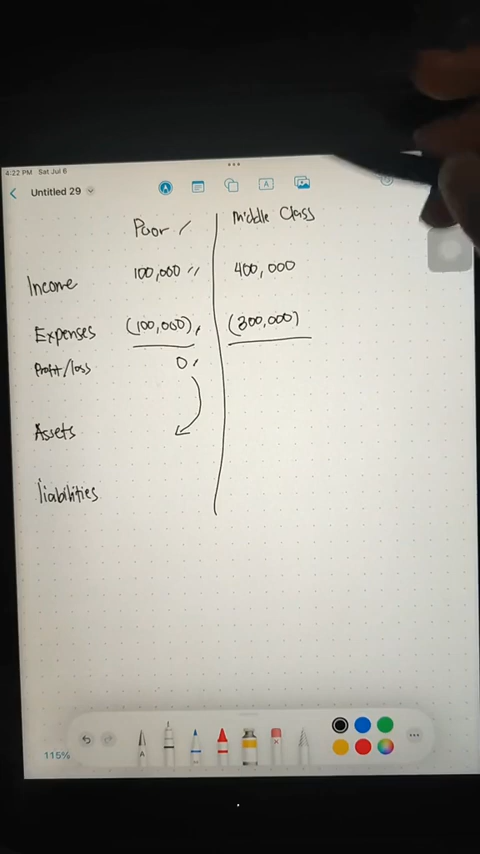 4:22 PM Sat Jul 6
Untitled 29
Poor Middle Class
Income 100,000 400,000
Expenses (100,000) (300,000)
Profit/loss 0
Assets
liabilities
115%